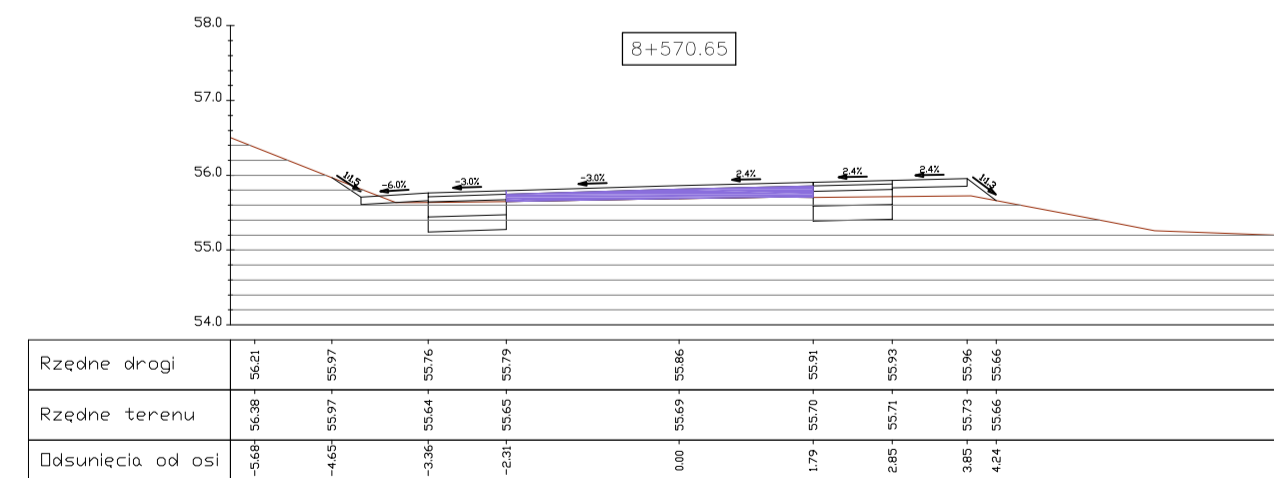 58.0
8+570.65
57.0
56.0
1:1.5 -6.0% -3.0% -3.0% 2.4% 2.4% 2.4%
55.0
54.0
Rzędne drogi 56.21 55.97 55.76 55.79 55.86 55.91 55.93 55.96 55.66
Rzędne terenu 56.38 55.97 55.64 55.65 55.69 55.70 55.71 55.73 55.66
Odsunięcia od osi -5.68 -4.65 -3.36 -2.31 0.00 1.79 2.85 3.85 4.24